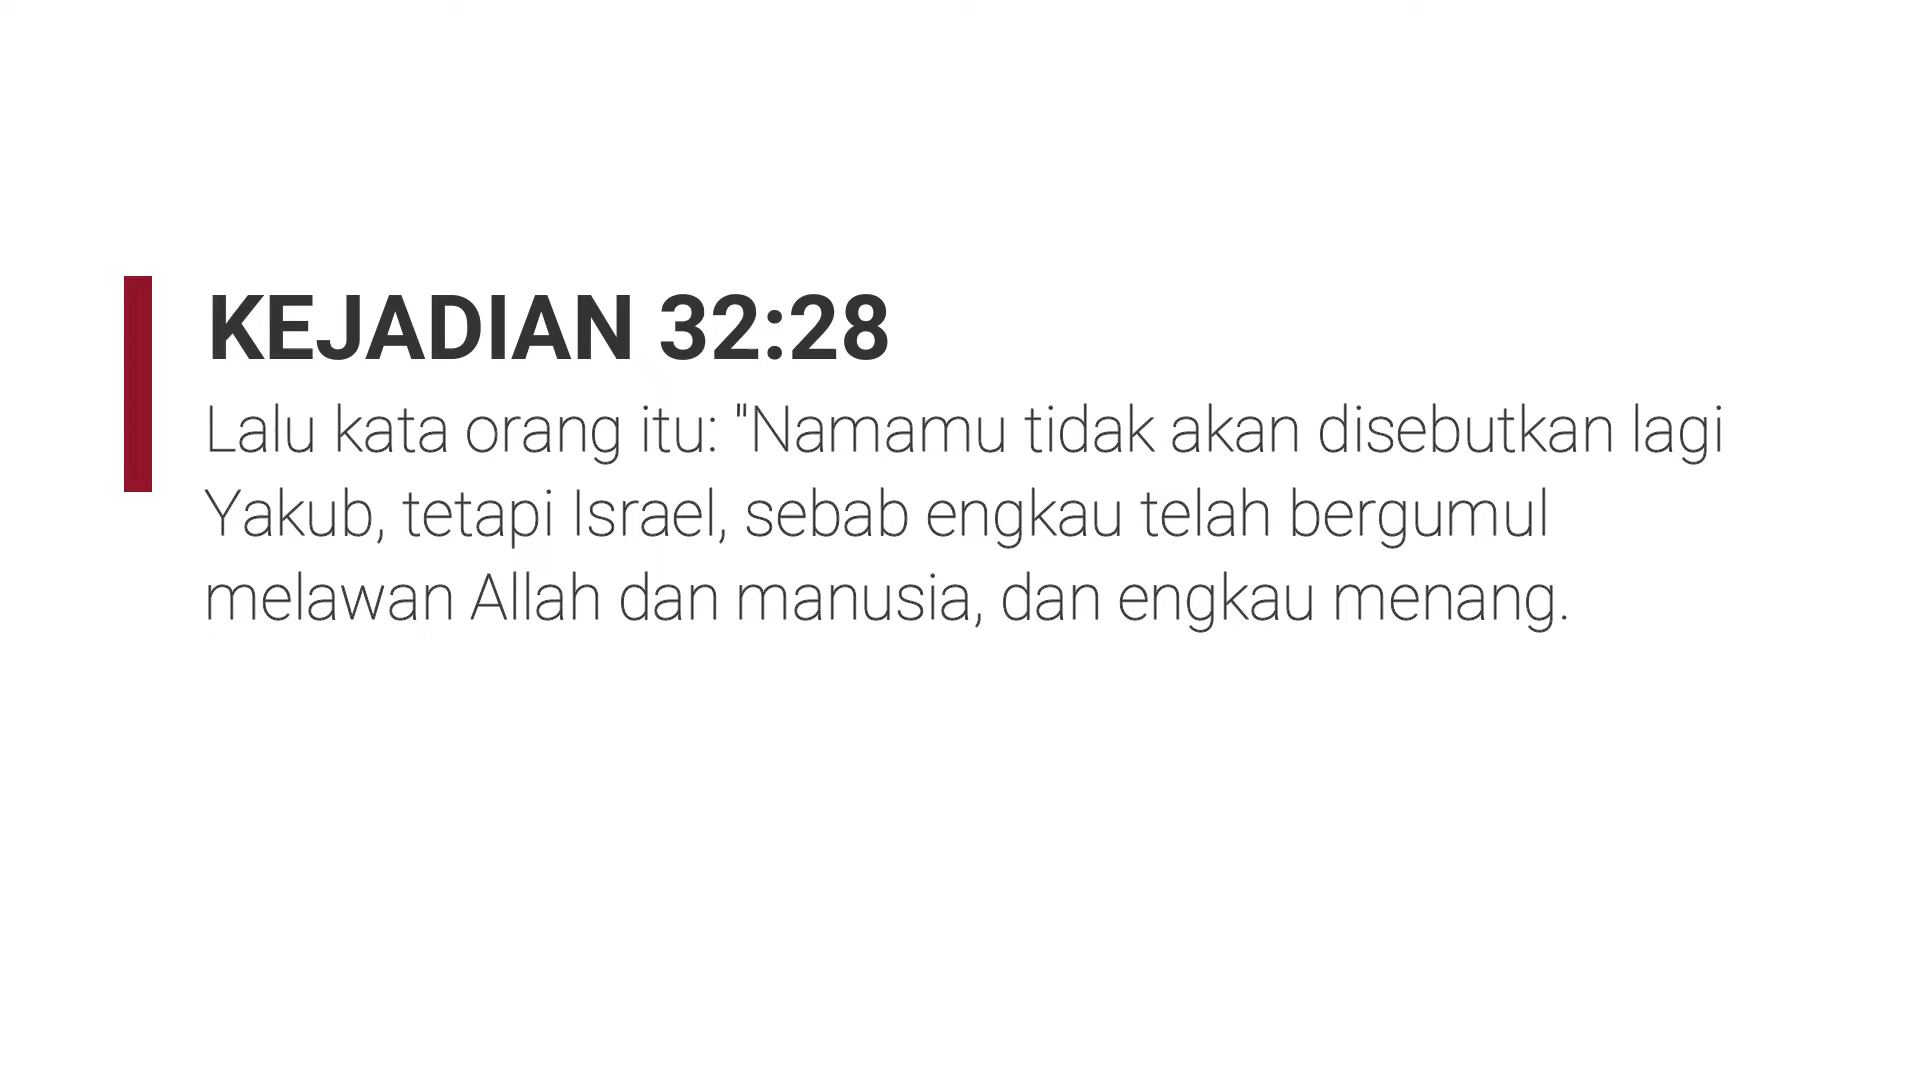 KEJADIAN 32:28
Lalu kata orang itu: "Namamu tidak akan disebutkan lagi
Yakub, tetapi Israel, sebab engkau telah bergumul
melawan Allah dan manusia, dan engkau menang.